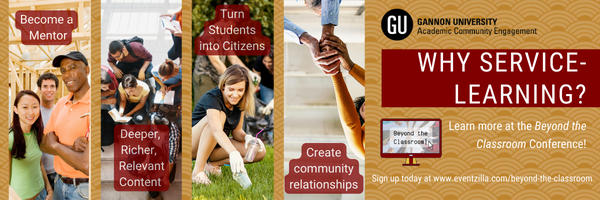 Become a
Mentor
Deeper,
Richer,
Relevant
Content
Turn
Students
into Citizens
Create
community
relationships
GU
GANNON UNIVERSITY
Academic Community Engagement
WHY SERVICE-
LEARNING?
Beyond the
Classroom
Learn more at the Beyond the
Classroom Conference!
Sign up today at www.eventzilla.com/beyond-the-classroom